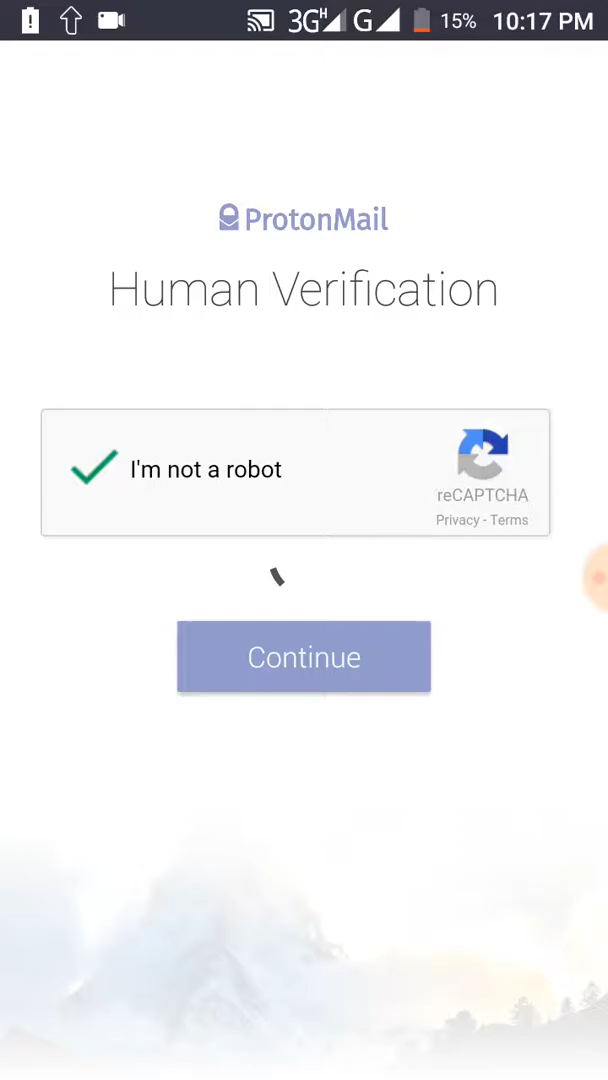 3G H G 15% 10:17 PM
ProtonMail
Human Verification
I'm not a robot
reCAPTCHA
Privacy - Terms
Continue